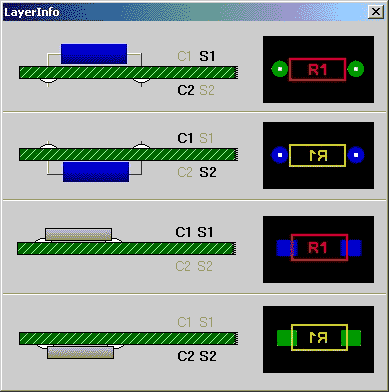 LayerInfo
C1 S1
R1
C2 S2
C1 S1
R1
C2 S2
C1 S1
R1
C2 S2
C1 S1
R1
C2 S2